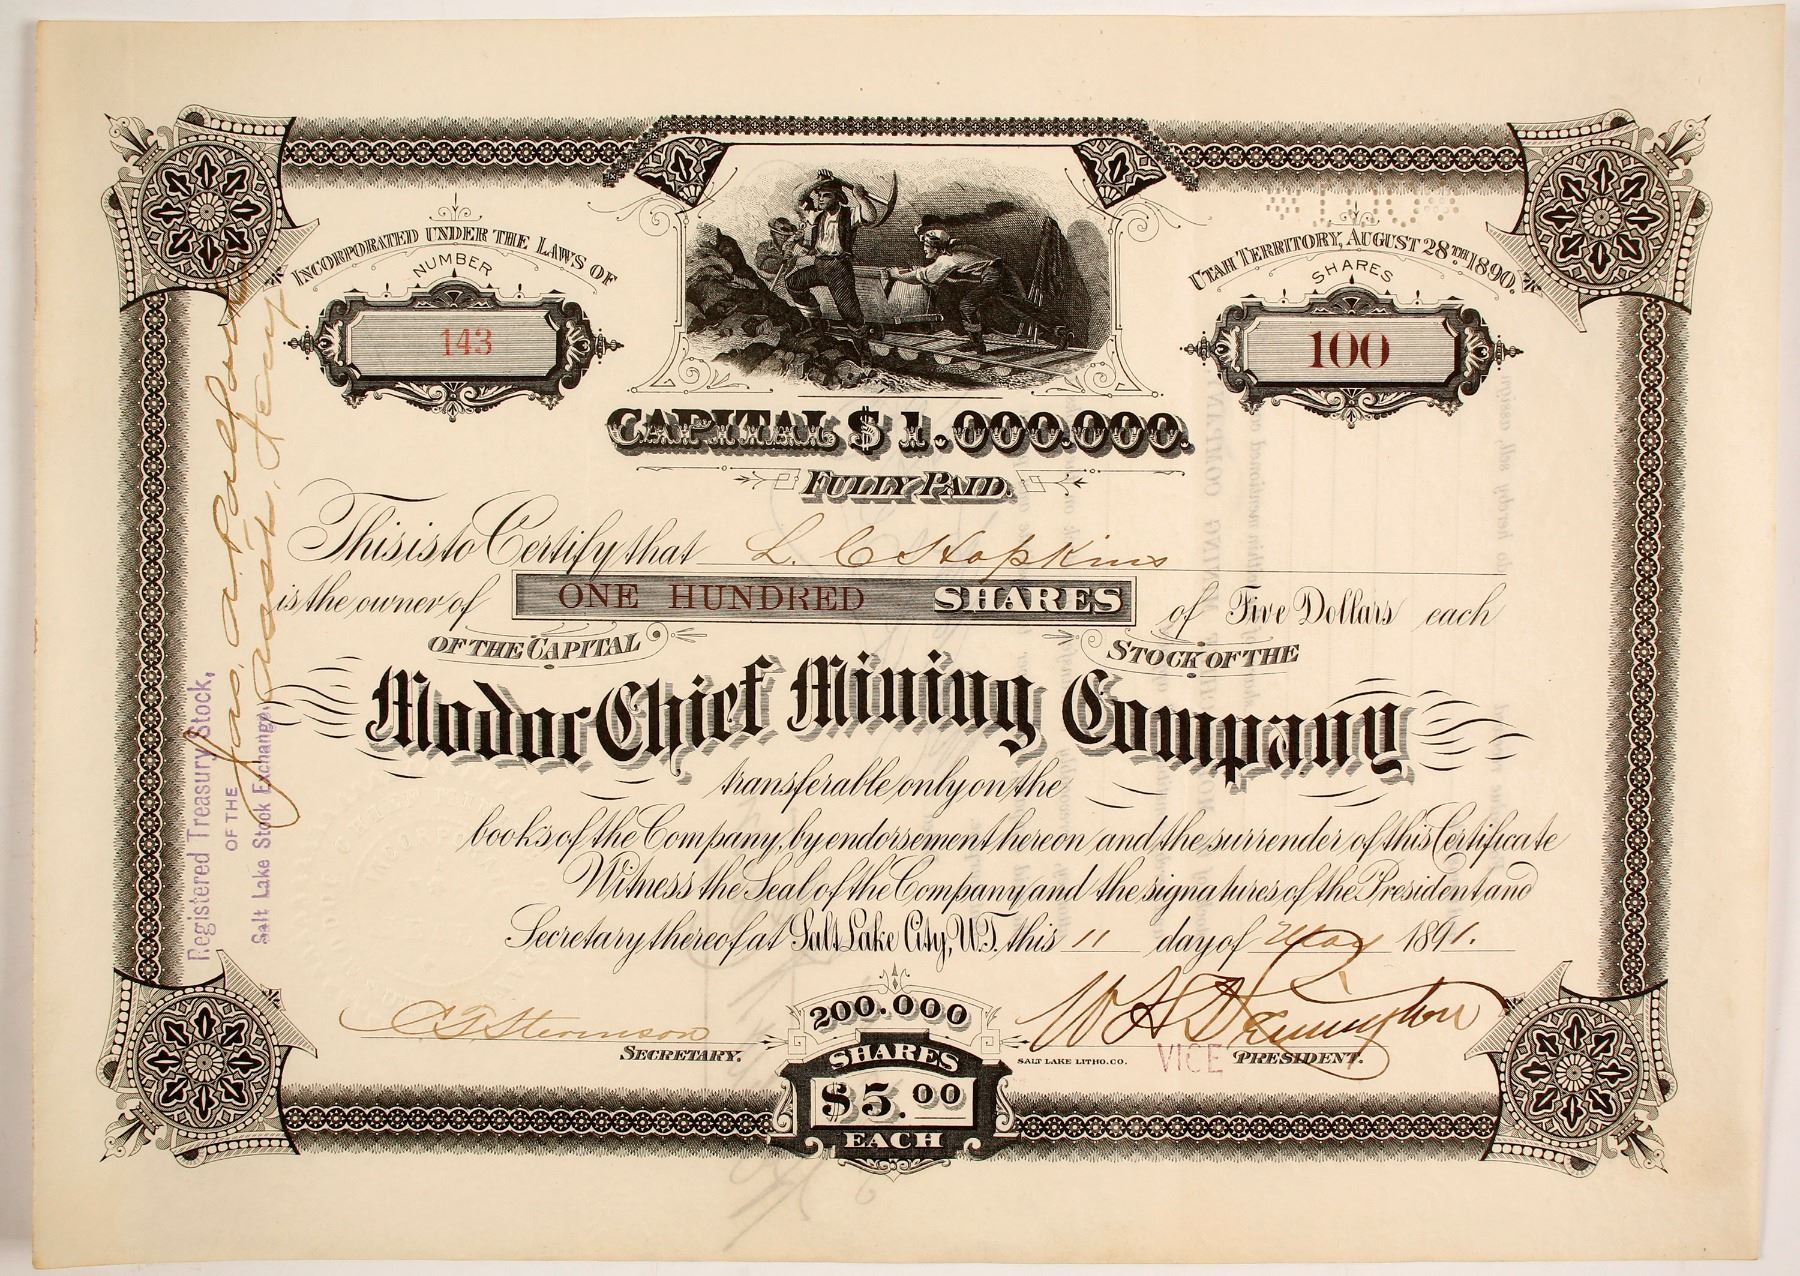 INCORPORATED UNDER THE LAWS OF
UTAH TERRITORY, AUGUST 28TH 1890.
NUMBER
143
SHARES
100
CAPITAL $1.000.000.
FULLY PAID.
This is to Certify that L. C Hopkins
is the owner of ONE HUNDRED SHARES of Five Dollars each
OF THE CAPITAL STOCK OF THE
Modoc Chief Mining Company
transferable only on the
books of the Company, by endorsement hereon and the surrender of this Certificate
Witness the Seal of the Company and the signatures of the President and
Secretary thereof at Salt Lake City, U.T. this 11 day of May 1891.
SECRETARY.
200.000
SHARES
$5.00
EACH
SALT LAKE LITHO. CO.
VICE PRESIDENT.
Registered Treasury Stock,
OF THE
Salt Lake Stock Exchange.